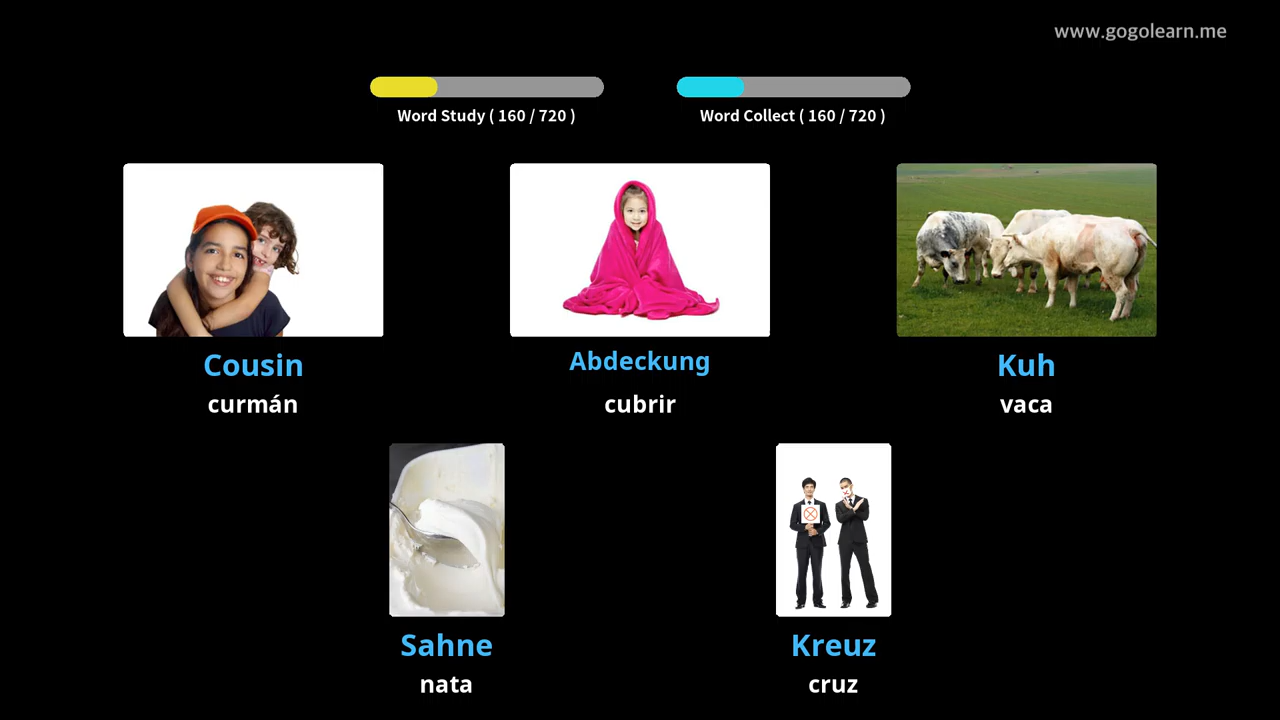 www.gogolearn.me
Word Study ( 160 / 720 )
Word Collect ( 160 / 720 )
Cousin
curmán
Abdeckung
cubrir
Kuh
vaca
Sahne
nata
Kreuz
cruz